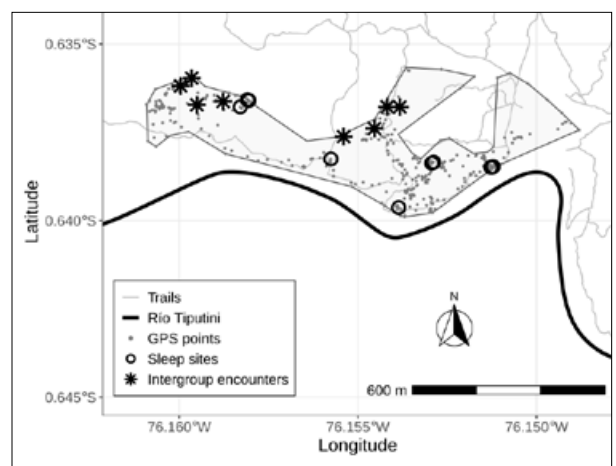 0.635°S
0.640°S
0.645°S
Latitude
Trails
Río Tiputini
GPS points
Sleep sites
Intergroup encounters
N
600 m
76.160°W
76.155°W
76.150°W
Longitude